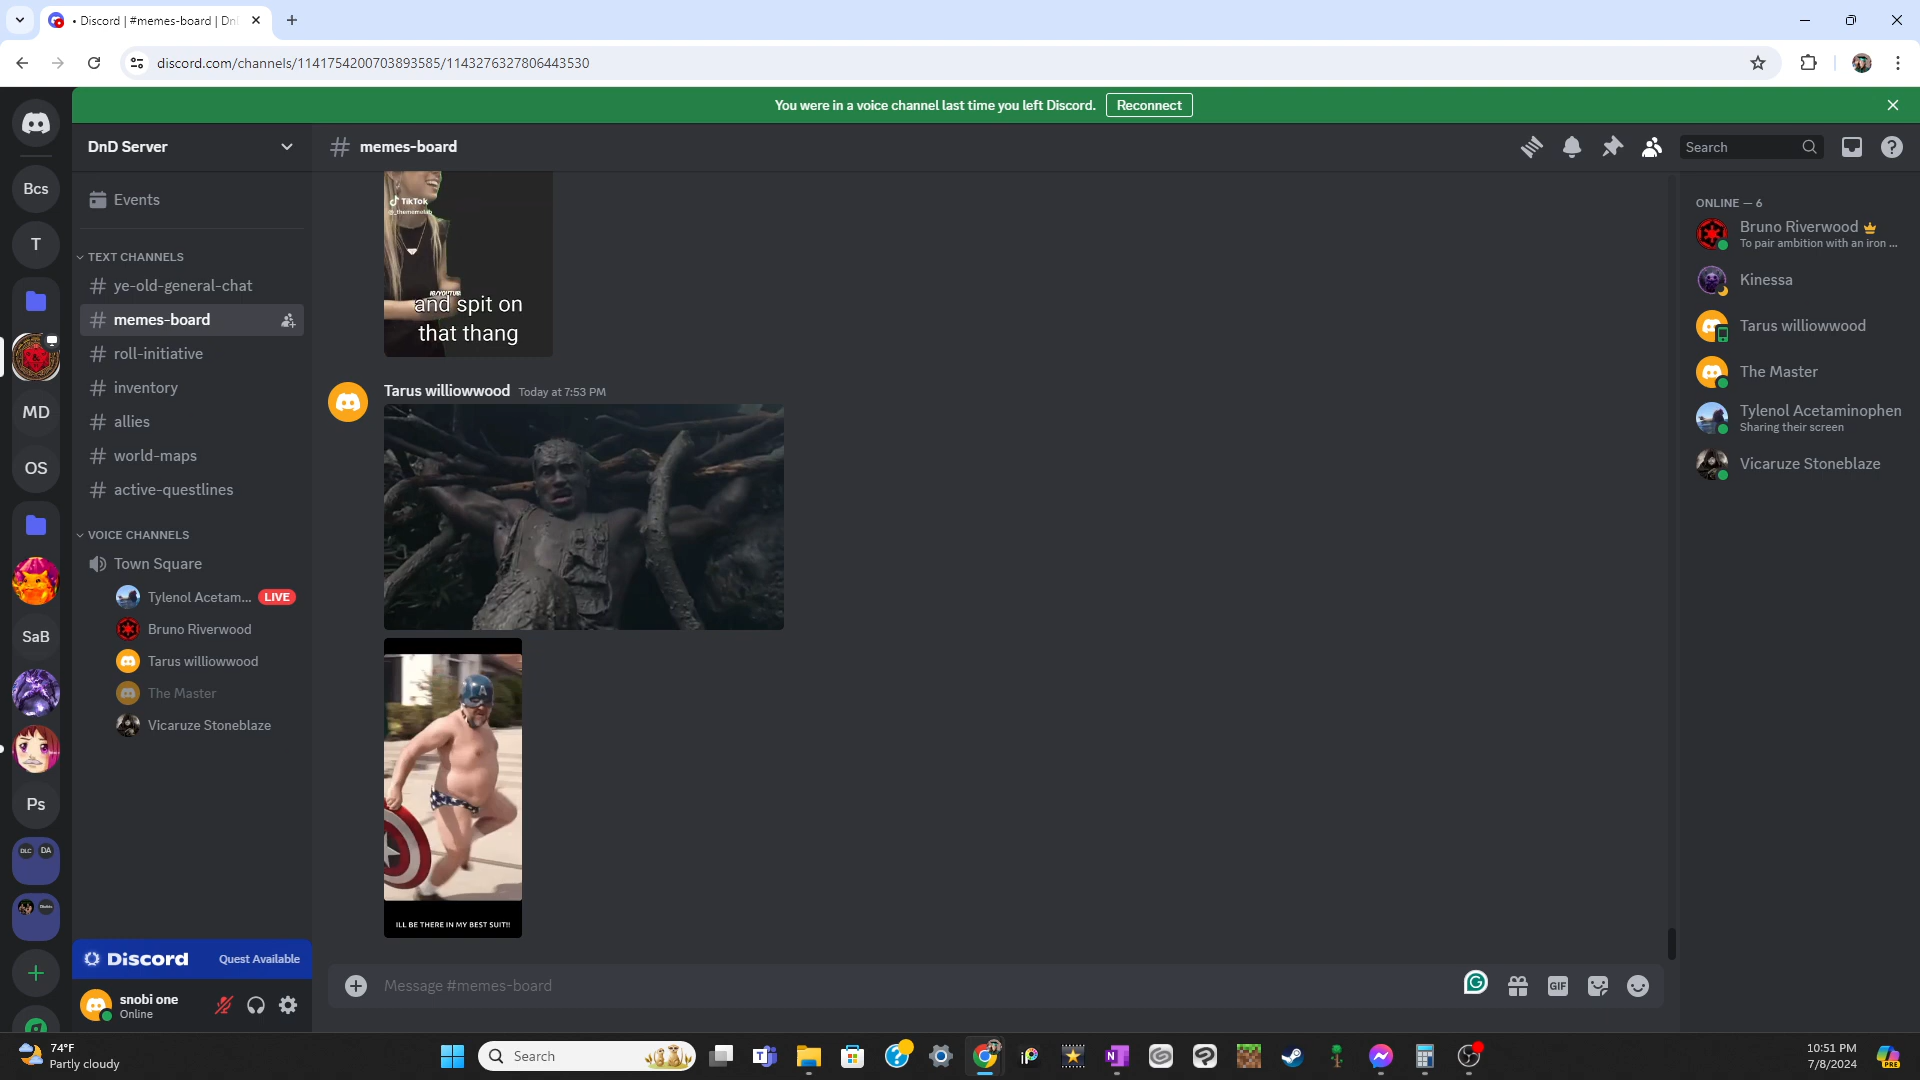 • Discord | #memes-board | Dn
discord.com/channels/1141754200703893585/1143276327806443530
You were in a voice channel last time you left Discord. Reconnect
DnD Server
# memes-board
Search
Bcs
T
MD
OS
SaB
Ps
DLC DA
Events
TEXT CHANNELS
ye-old-general-chat
memes-board
roll-initiative
inventory
allies
world-maps
active-questlines
VOICE CHANNELS
Town Square
Tylenol Acetam... LIVE
Bruno Riverwood
Tarus williowwood
The Master
Vicaruze Stoneblaze
Discord Quest Available
snobi one
Online
TikTok
and spit on
that thang
Tarus williowwood Today at 7:53 PM
A
ILL BE THERE IN MY BEST SUIT!!
Message #memes-board
GIF
ONLINE — 6
Bruno Riverwood
To pair ambition with an iron ...
Kinessa
Tarus williowwood
The Master
Tylenol Acetaminophen
Sharing their screen
Vicaruze Stoneblaze
74°F
Partly cloudy
Search
10:51 PM
7/8/2024
PRE